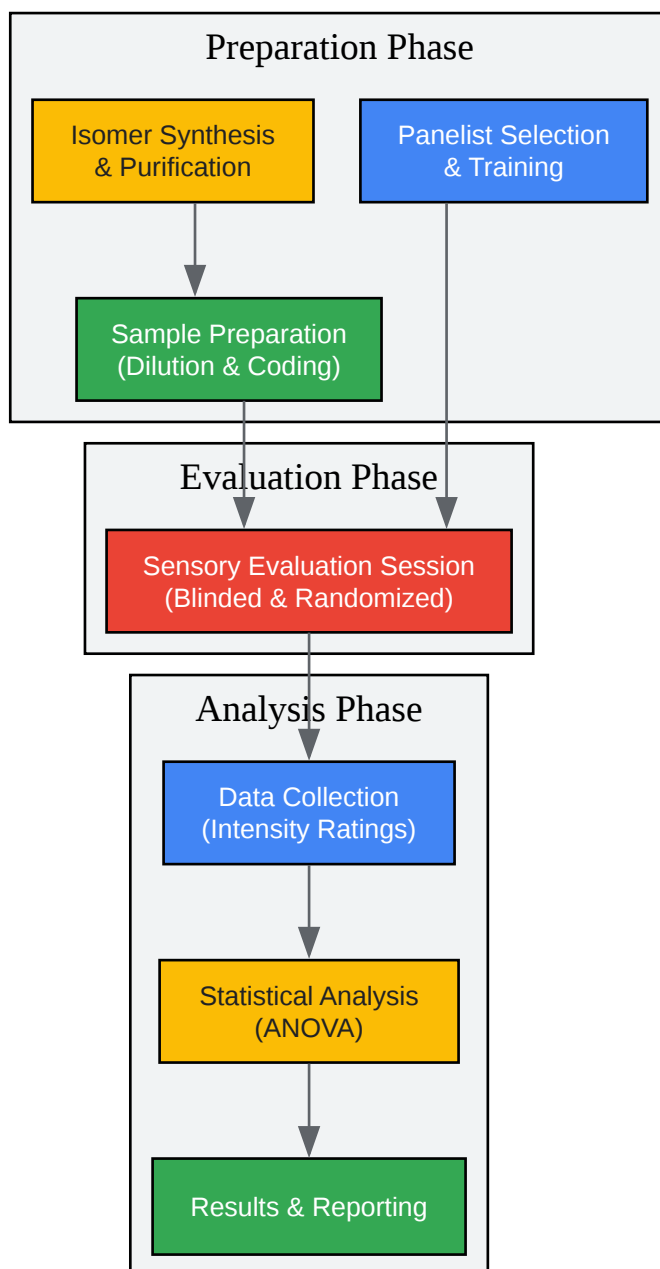 Preparation Phase
Isomer Synthesis
& Purification
Panelist Selection
& Training
Sample Preparation
(Dilution & Coding)
Evaluation Phase
Sensory Evaluation Session
(Blinded & Randomized)
Analysis Phase
Data Collection
(Intensity Ratings)
Statistical Analysis
(ANOVA)
Results & Reporting